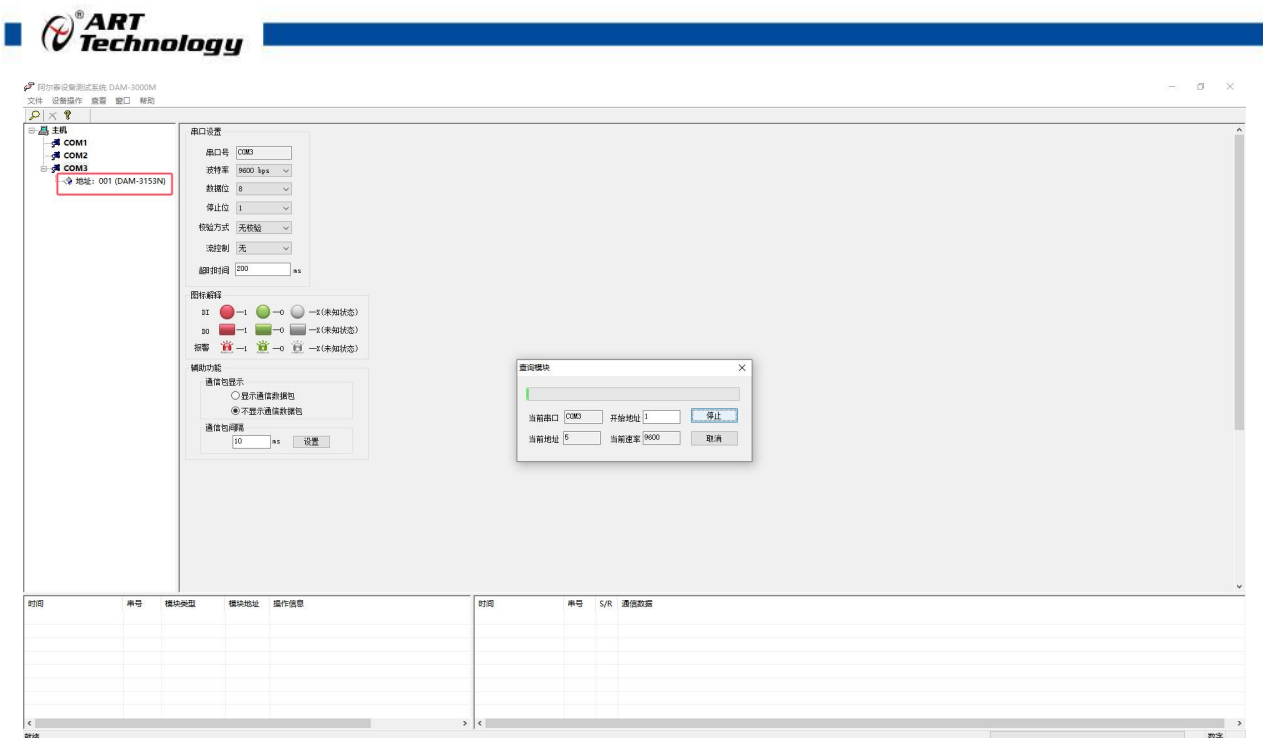 ART
Technology
®
阿尔泰设备测试系统 DAM-3000M
文件 设备操作 查看 窗口 帮助
主机
COM1
COM2
COM3
地址：001 (DAM-3153N)
串口设置
串口号 COM3
波特率 9600 bps
数据位 8
停止位 1
校验方式 无校验
流控制 无
超时时间 200 ms
图标解释
DI —1 —0 —X(未知状态)
DO —1 —0 —X(未知状态)
报警 —1 —0 —X(未知状态)
辅助功能
通信包显示
显示通信数据包
不显示通信数据包
通信包间隔
10 ms 设置
查询模块
当前串口 COM3 开始地址 1 停止
当前地址 5 当前速率 9600 取消
时间 串号 模块类型 模块地址 操作信息
时间 串号 S/R 通信数据
就绪 数字